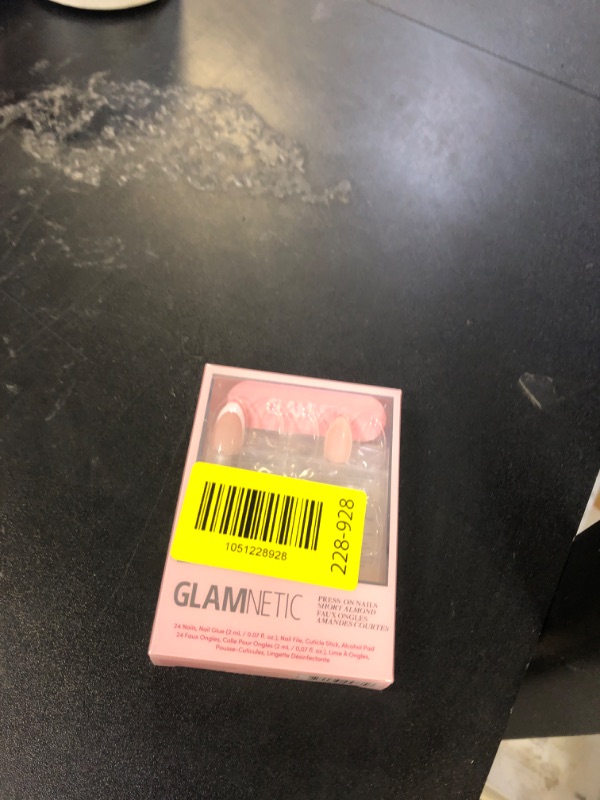 1051228928
228-928
GLAMNETIC
PRESS-ON NAILS
SHORT ALMOND
FAUX ONGLES
AMANDES COURTES
24 Nails, Nail Glue (2 mL / 0.07 fl. oz.), Nail File, Cuticle Stick, Alcohol Pad
24 Faux Ongles, Colle Pour Ongles (2 mL / 0,07 fl. oz.), Lime À Ongles,
Pousse-Cuticules, Lingette Désinfectante